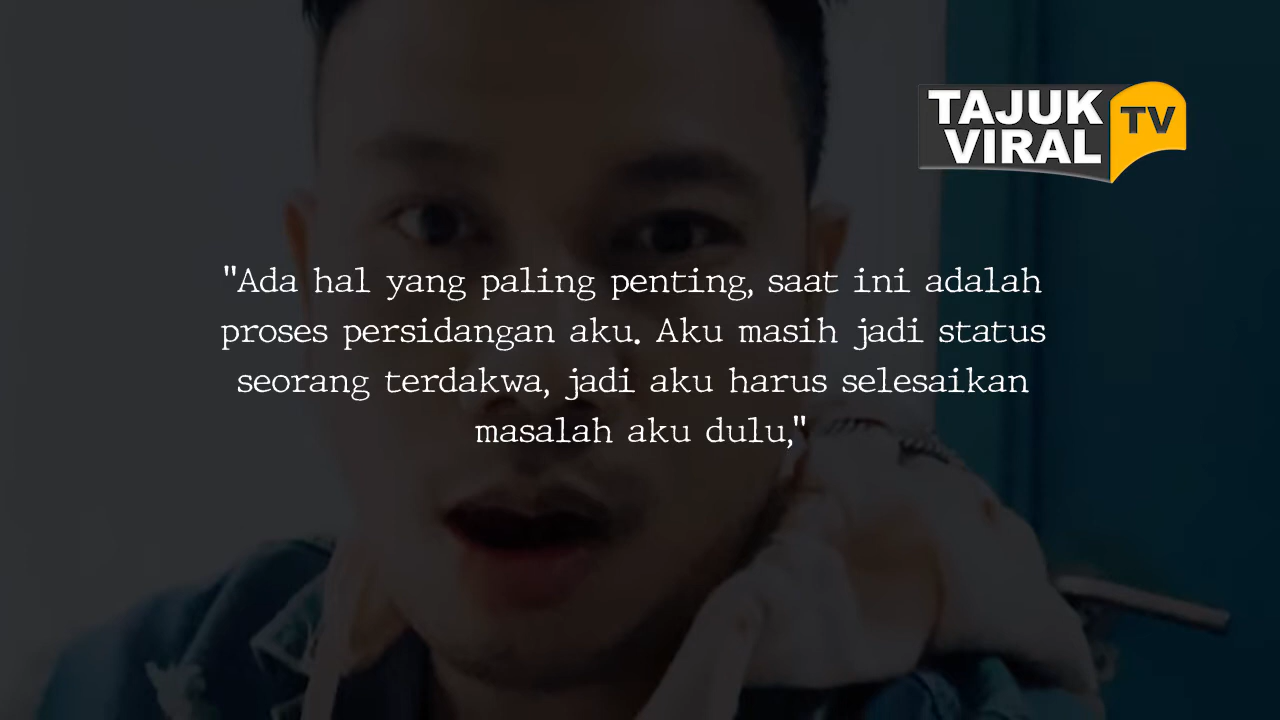 TAJUK
VIRAL
TV
"Ada hal yang paling penting, saat ini adalah
proses persidangan aku. Aku masih jadi status
seorang terdakwa, jadi aku harus selesaikan
masalah aku dulu,"